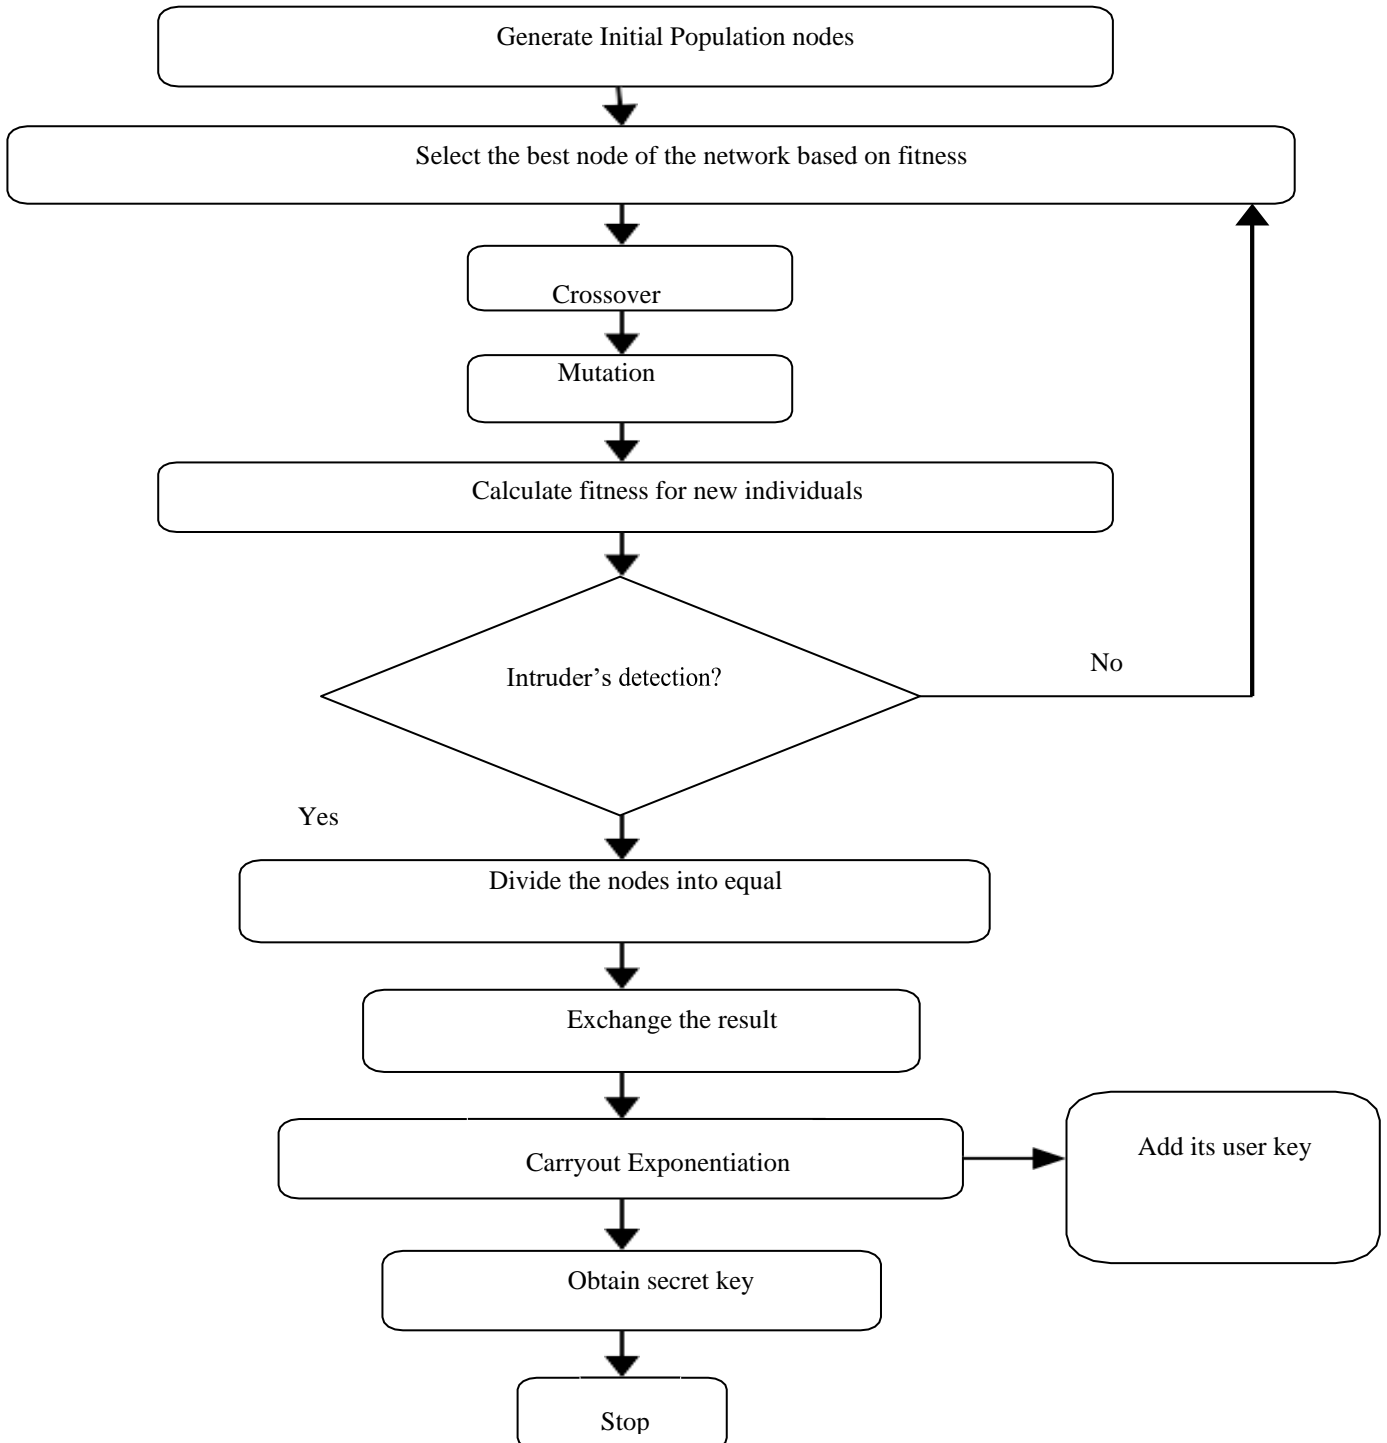 Generate Initial Population nodes
Select the best node of the network based on fitness
Crossover
Mutation
Calculate fitness for new individuals
Intruder’s detection?
No
Yes
Divide the nodes into equal
Exchange the result
Carryout Exponentiation
Add its user key
Obtain secret key
Stop